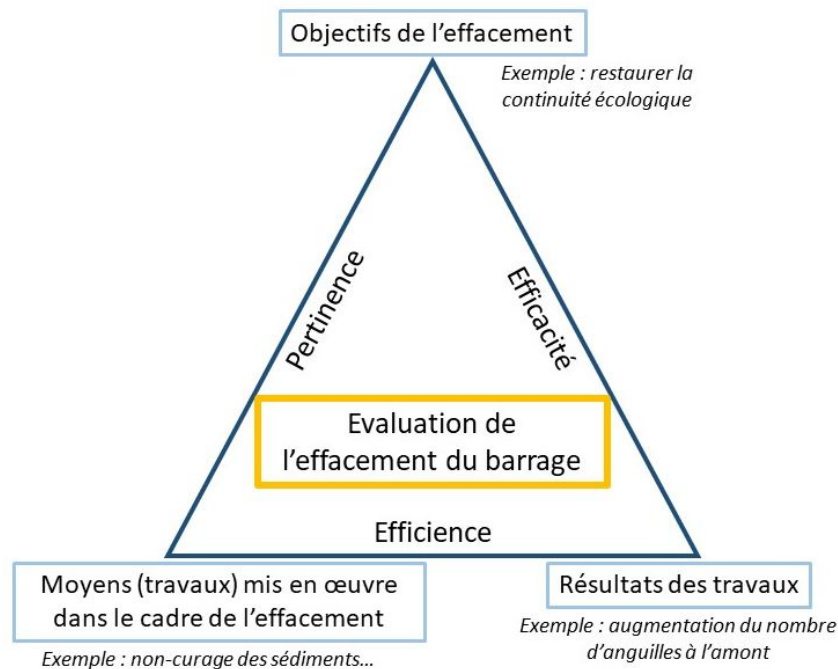 Objectifs de l'effacement
Exemple : restaurer la
continuité écologique
Pertinence
Efficacité
Evaluation de
l'effacement du barrage
Efficience
Moyens (travaux) mis en œuvre
dans le cadre de l'effacement
Exemple : non-curage des sédiments...
Résultats des travaux
Exemple : augmentation du nombre
d'anguilles à l'amont